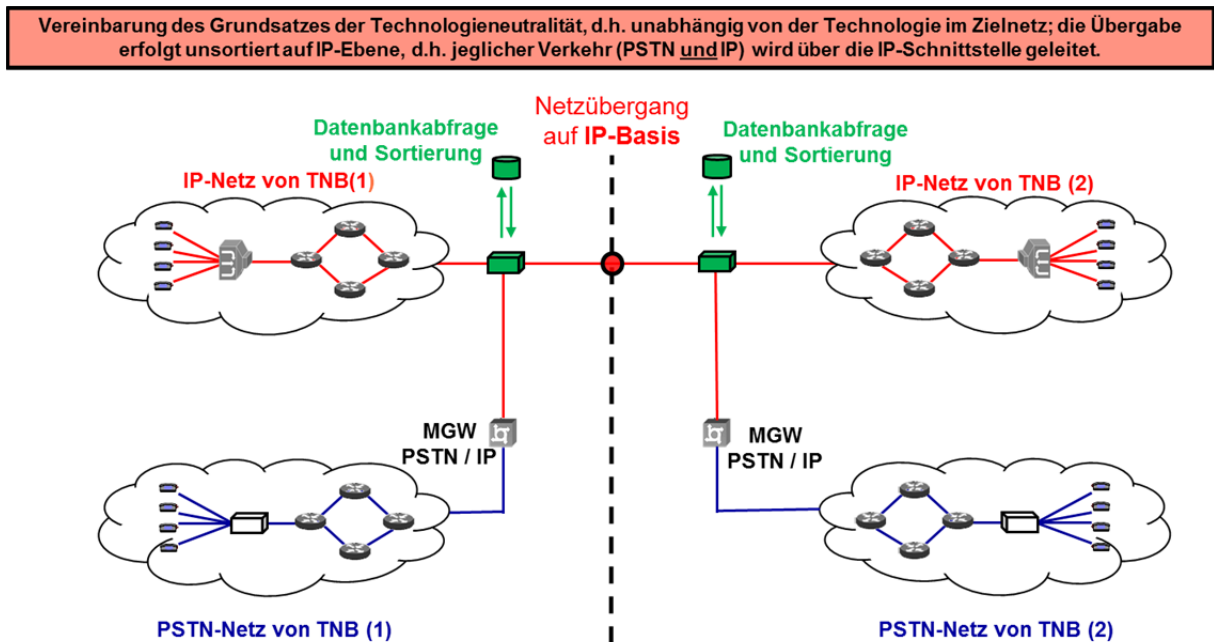 Vereinbarung des Grundsatzes der Technologieneutralität, d.h. unabhängig von der Technologie im Zielnetz; die Übergabe
erfolgt unsortiert auf IP-Ebene, d.h. jeglicher Verkehr (PSTN und IP) wird über die IP-Schnittstelle geleitet.
Netzübergang
auf IP-Basis
Datenbankabfrage
und Sortierung
Datenbankabfrage
und Sortierung
IP-Netz von TNB(1)
IP-Netz von TNB (2)
MGW
PSTN / IP
MGW
PSTN / IP
PSTN-Netz von TNB (1)
PSTN-Netz von TNB (2)